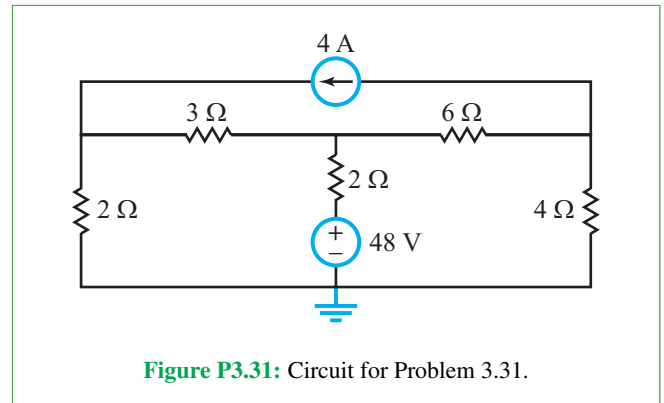 4 A
3 Ω 6 Ω
2 Ω
2 Ω 4 Ω
+
− 48 V
Figure P3.31: Circuit for Problem 3.31.